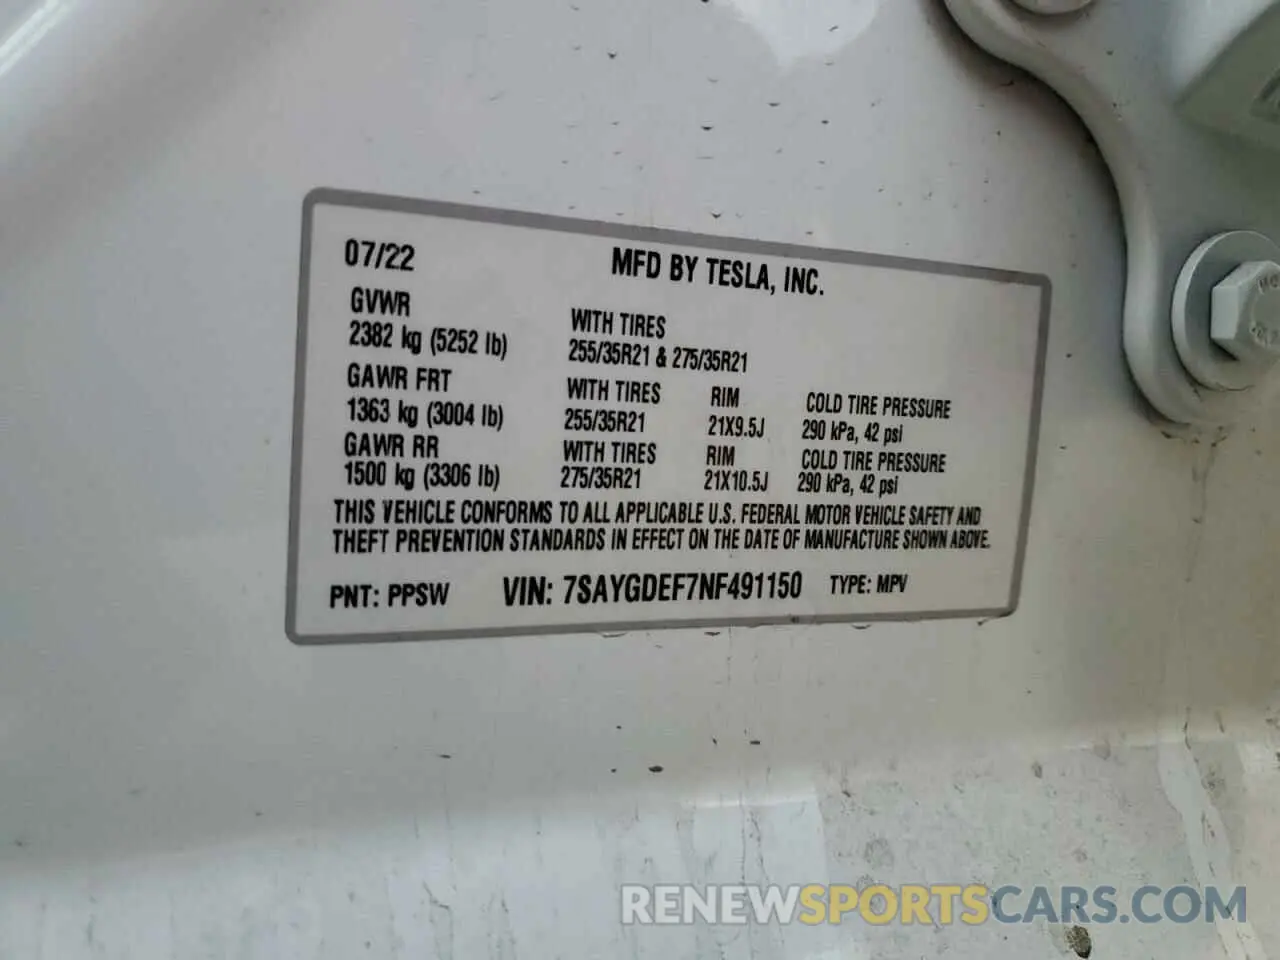 07/22 MFD BY TESLA, INC.
GVWR WITH TIRES
2382 kg (5252 lb) 255/35R21 & 275/35R21
GAWR FRT WITH TIRES RIM COLD TIRE PRESSURE
1363 kg (3004 lb) 255/35R21 21X9.5J 290 kPa, 42 psi
GAWR RR WITH TIRES RIM COLD TIRE PRESSURE
1500 kg (3306 lb) 275/35R21 21X10.5J 290 kPa, 42 psi
THIS VEHICLE CONFORMS TO ALL APPLICABLE U.S. FEDERAL MOTOR VEHICLE SAFETY AND
THEFT PREVENTION STANDARDS IN EFFECT ON THE DATE OF MANUFACTURE SHOWN ABOVE.
PNT: PPSW VIN: 7SAYGDEF7NF491150 TYPE: MPV
RENEWSPORTSCARS.COM